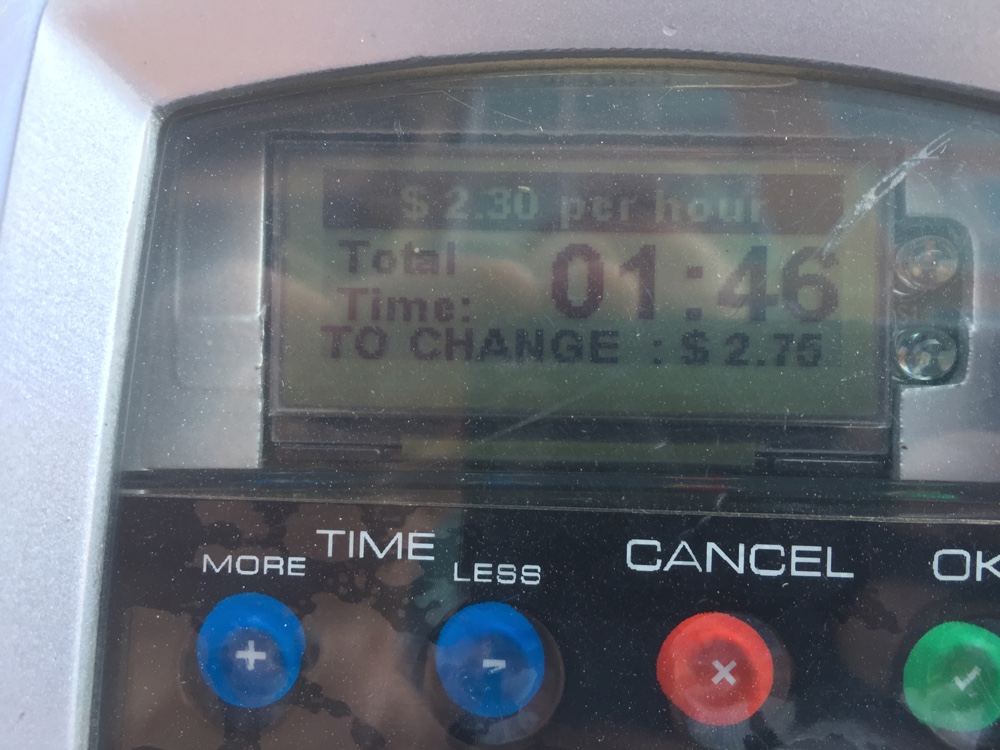 $ 2.30 per hour
Total
Time: 01:46
TO CHANGE : $ 2.75
TIME
MORE LESS
CANCEL
OK
+ - × ✓